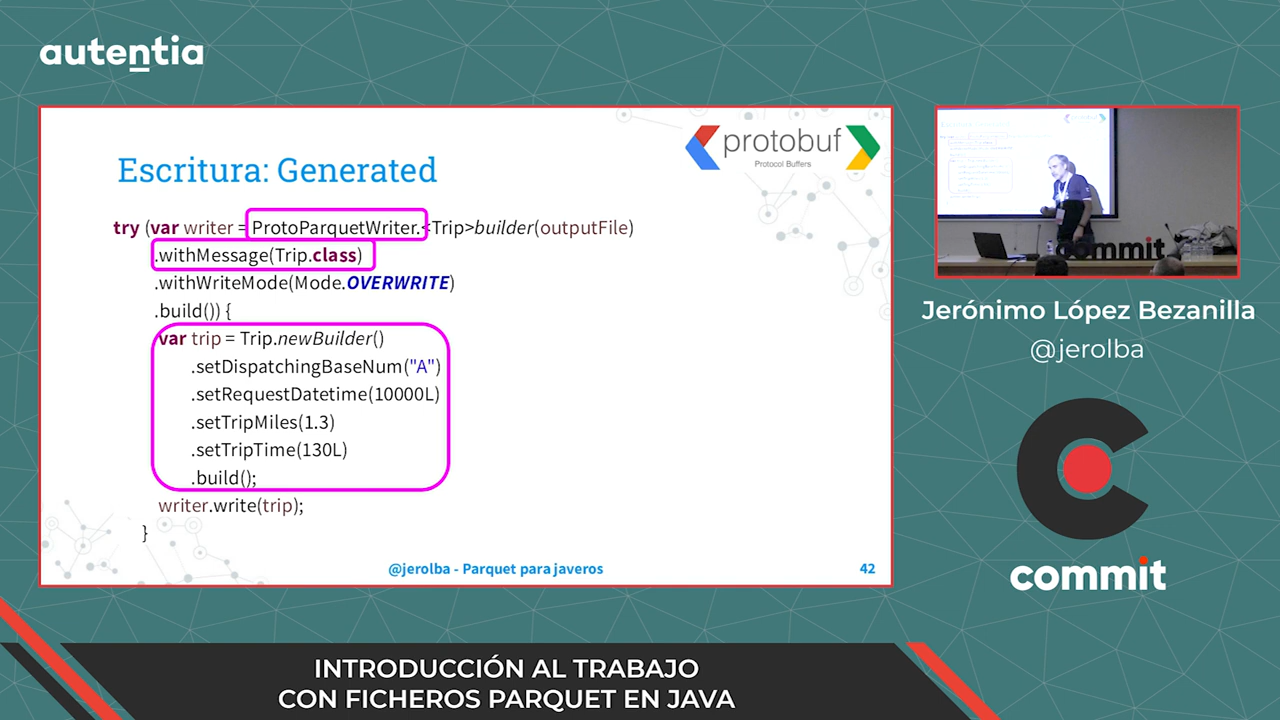 autentia
protobuf
Protocol Buffers
Escritura: Generated
try (var writer = ProtoParquetWriter.<Trip>builder(outputFile)
.withMessage(Trip.class)
.withWriteMode(Mode.OVERWRITE)
.build()) {
var trip = Trip.newBuilder()
.setDispatchingBaseNum("A")
.setRequestDatetime(10000L)
.setTripMiles(1.3)
.setTripTime(130L)
.build();
writer.write(trip);
}
@jerolba - Parquet para javeros
42
commit
Jerónimo López Bezanilla
@jerolba
commit
INTRODUCCIÓN AL TRABAJO
CON FICHEROS PARQUET EN JAVA